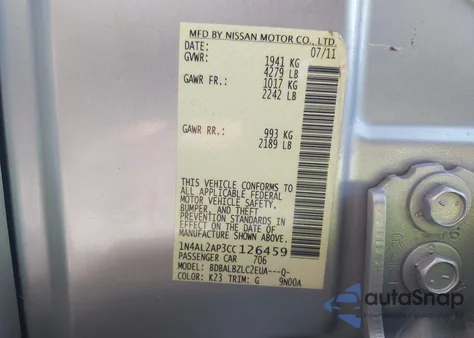 MFD BY NISSAN MOTOR CO., LTD.
DATE: 07/11
GVWR: 1941 KG
4279 LB
GAWR FR: 1017 KG
2242 LB
GAWR RR: 993 KG
2189 LB
THIS VEHICLE CONFORMS TO
ALL APPLICABLE FEDERAL
MOTOR VEHICLE SAFETY,
BUMPER, AND THEFT
PREVENTION STANDARDS IN
EFFECT ON THE DATE OF
MANUFACTURE SHOWN ABOVE.
1N4AL2AP3CC126459
PASSENGER CAR 706
MODEL: BDBALBZLC2EUA---Q-
COLOR: K23 TRIM: G 9N00A
autoSnap